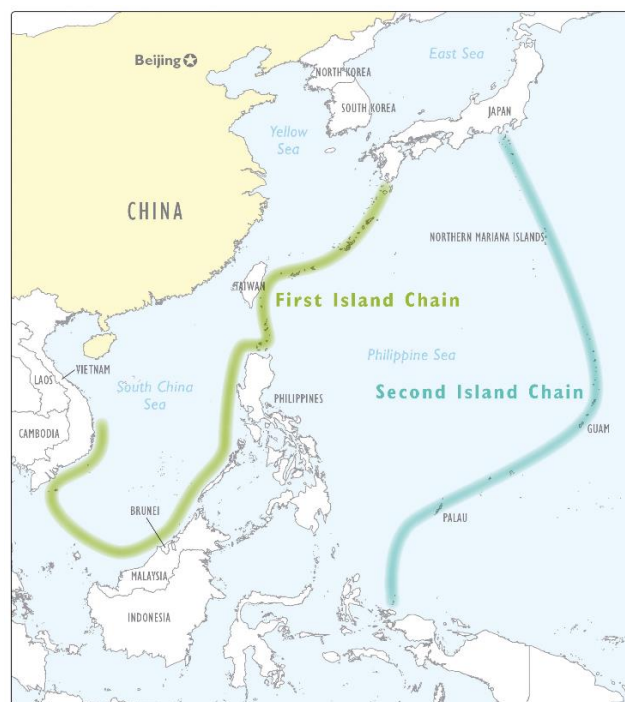 East Sea
Beijing
NORTH KOREA
SOUTH KOREA
JAPAN
Yellow
Sea
CHINA
NORTHERN MARIANA ISLANDS
TAIWAN
First Island Chain
Philippine Sea
VIETNAM
LAOS
South China
Sea
Second Island Chain
PHILIPPINES
CAMBODIA
GUAM
BRUNEI
PALAU
MALAYSIA
INDONESIA